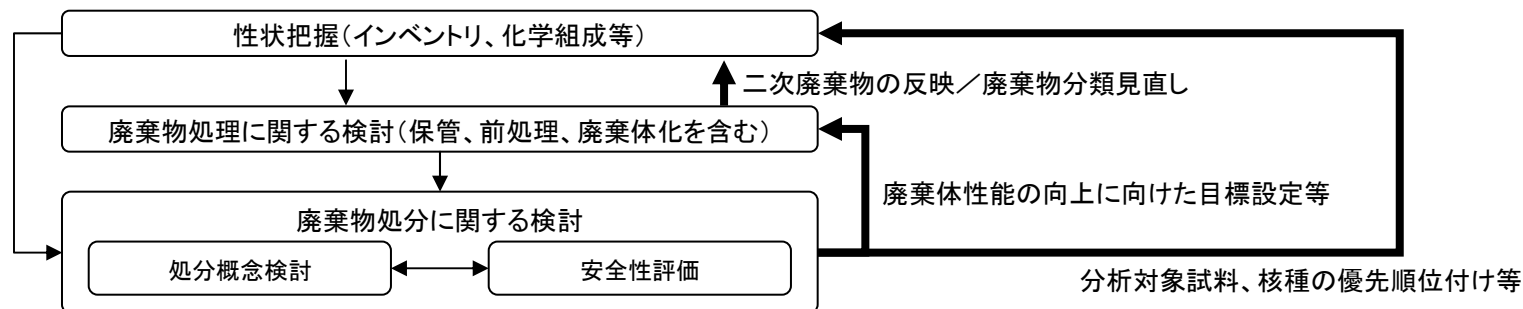 性状把握(インベントリ、化学組成等)
二次廃棄物の反映／廃棄物分類見直し
廃棄物処理に関する検討(保管、前処理、廃棄体化を含む)
廃棄体性能の向上に向けた目標設定等
廃棄物処分に関する検討
処分概念検討
安全性評価
分析対象試料、核種の優先順位付け等